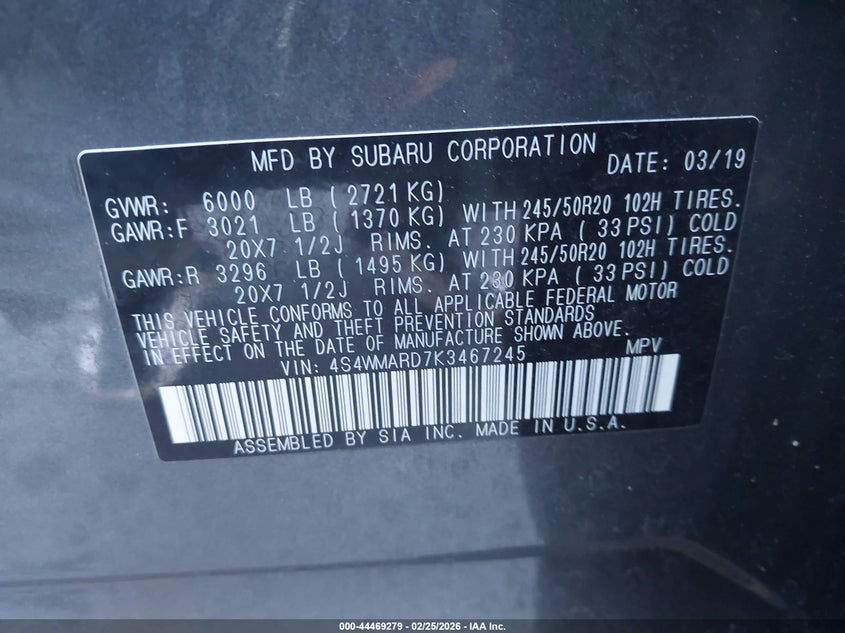 MFD BY SUBARU CORPORATION DATE: 03/19
GVWR: 6000 LB (2721 KG)
GAWR:F 3021 LB (1370 KG) WITH 245/50R20 102H TIRES.
20X7 1/2J RIMS. AT 230 KPA (33 PSI) COLD
GAWR:R 3296 LB (1495 KG) WITH 245/50R20 102H TIRES.
20X7 1/2J RIMS. AT 230 KPA (33 PSI) COLD
THIS VEHICLE CONFORMS TO ALL APPLICABLE FEDERAL MOTOR
VEHICLE SAFETY AND THEFT PREVENTION STANDARDS
IN EFFECT ON THE DATE OF MANUFACTURE SHOWN ABOVE.
VIN: 4S4WMARD7K3467245 MPV
ASSEMBLED BY SIA INC. MADE IN U.S.A.
000-44469279 - 02/25/2026 - IAA Inc.